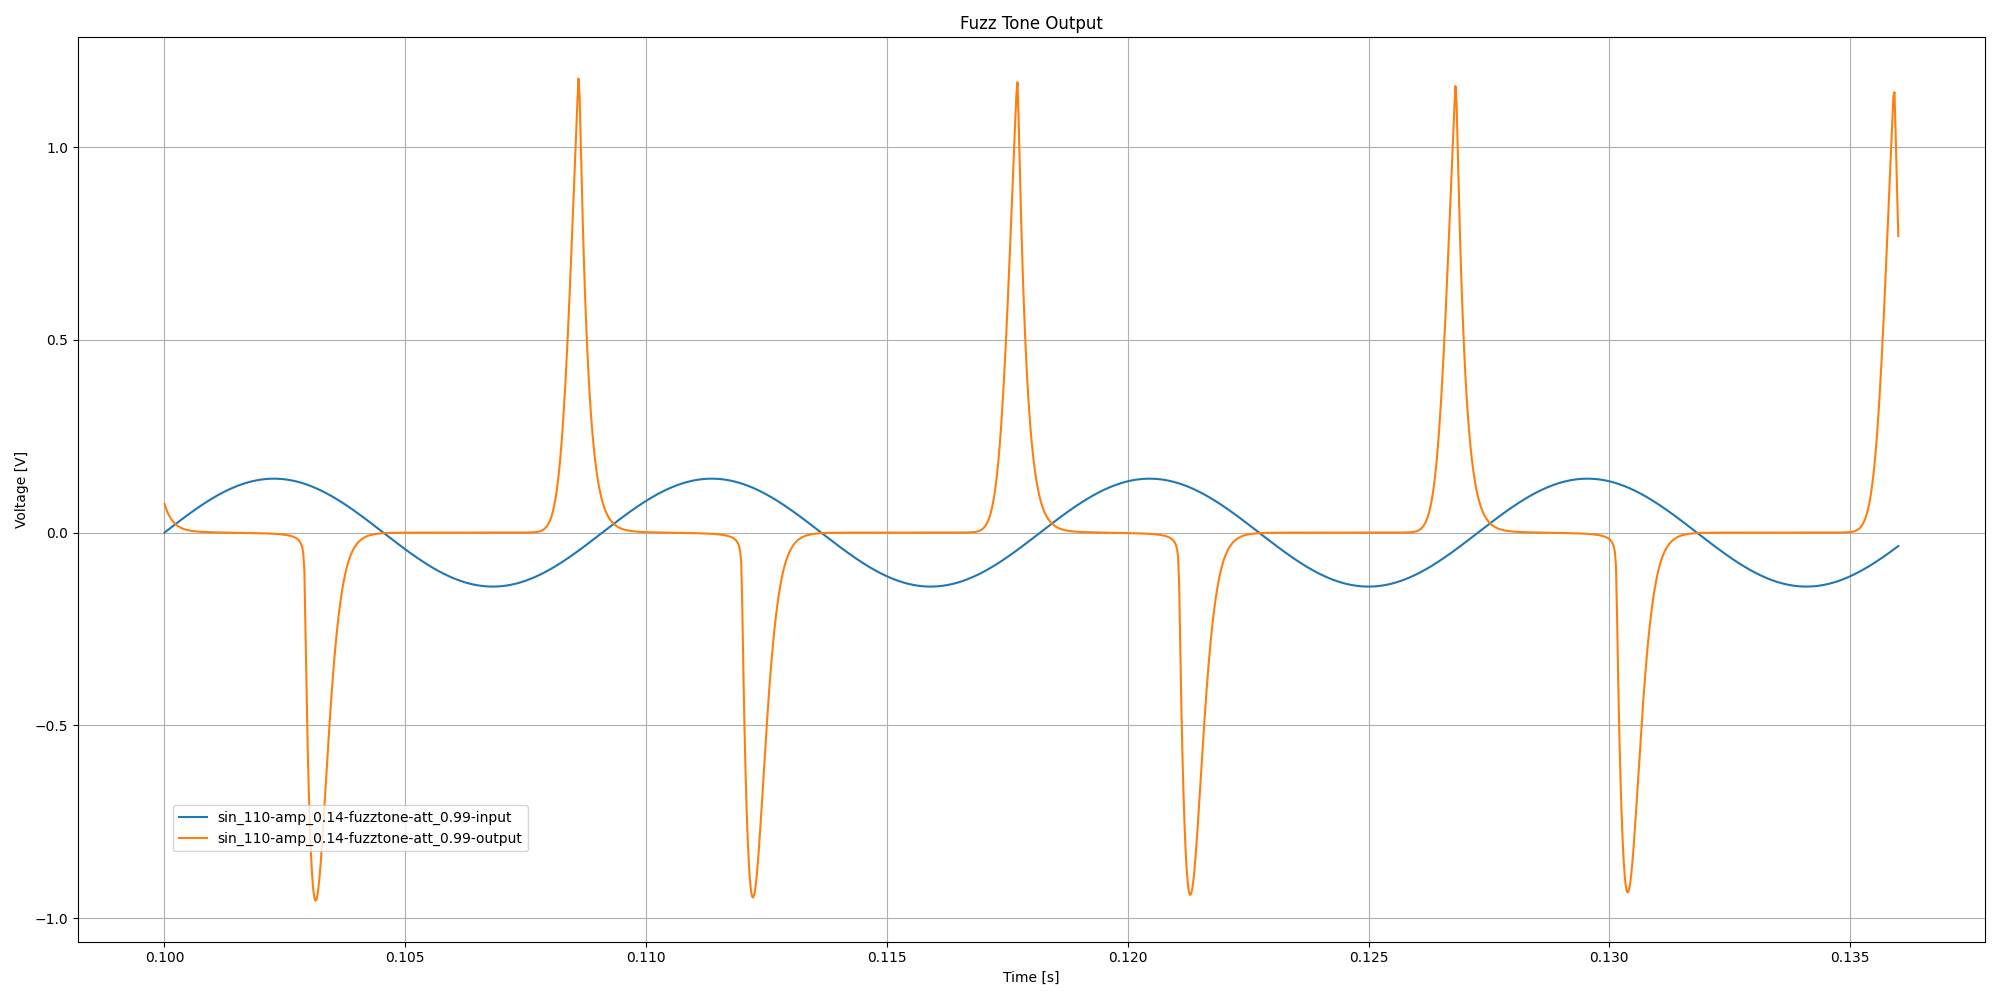 Fuzz Tone Output
Voltage [V]
1.0
0.5
0.0
−0.5
−1.0
sin_110-amp_0.14-fuzztone-att_0.99-input
sin_110-amp_0.14-fuzztone-att_0.99-output
0.100 0.105 0.110 0.115 0.120 0.125 0.130 0.135
Time [s]